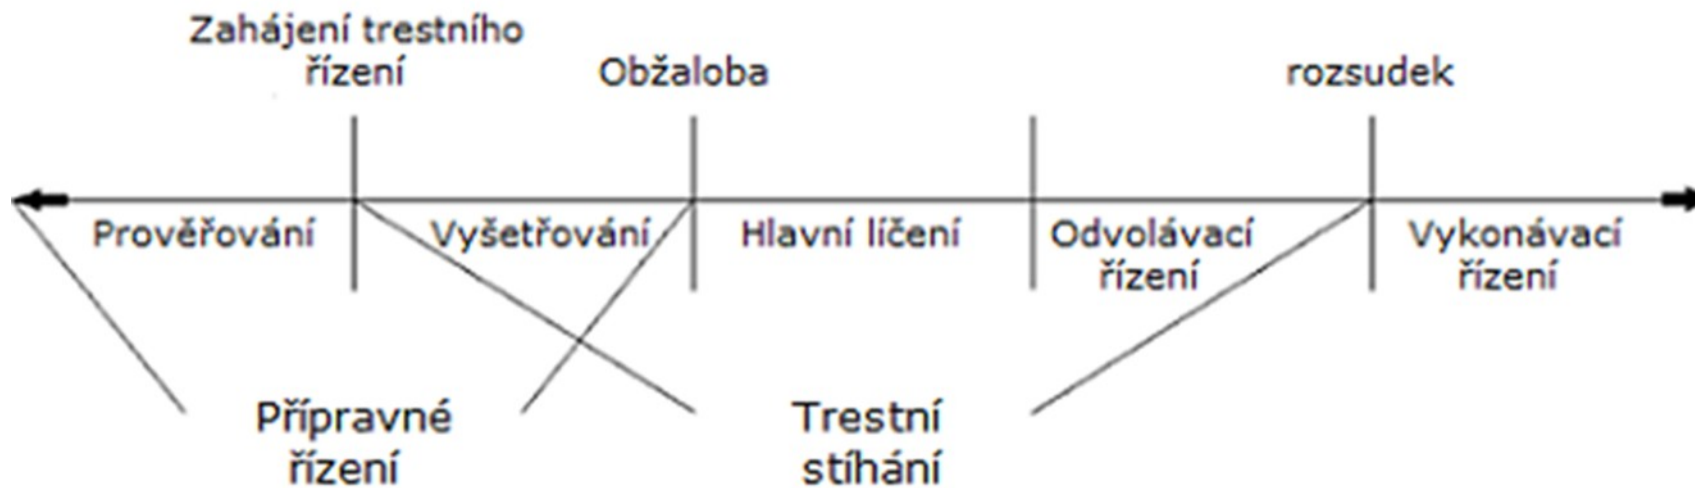 Zahájení trestního
řízení
Obžaloba
rozsudek
Prověřování
Vyšetřování
Hlavní líčení
Odvolávací
řízení
Vykonávací
řízení
Přípravné
řízení
Trestní
stíhání